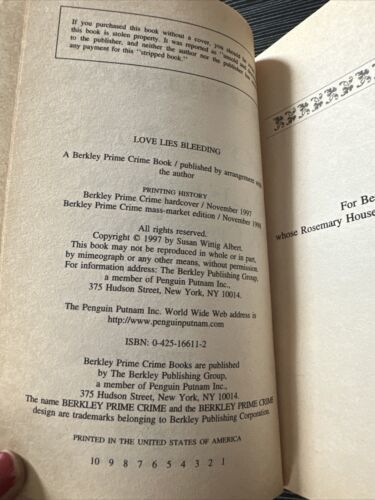 If you purchased this book without a cover, you should be
this book is stolen property. It was reported as "unsold and
to the publisher, and neither the author nor the publisher
any payment for this "stripped book."
LOVE LIES BLEEDING
A Berkley Prime Crime Book / published by arrangement with
the author
PRINTING HISTORY
Berkley Prime Crime hardcover / November 1997
Berkley Prime Crime mass-market edition / November 1998
All rights reserved.
Copyright © 1997 by Susan Wittig Albert.
This book may not be reproduced in whole or in part,
by mimeograph or any other means, without permission.
For information address: The Berkley Publishing Group,
a member of Penguin Putnam Inc.,
375 Hudson Street, New York, NY 10014.
The Penguin Putnam Inc. World Wide Web address is
http://www.penguinputnam.com
ISBN: 0-425-16611-2
Berkley Prime Crime Books are published
by The Berkley Publishing Group,
a member of Penguin Putnam Inc.,
375 Hudson Street, New York, NY 10014.
The name BERKLEY PRIME CRIME and the BERKLEY PRIME CRIME
design are trademarks belonging to Berkley Publishing Corporation.
PRINTED IN THE UNITED STATES OF AMERICA
10 9 8 7 6 5 4 3 2 1
For Be
whose Rosemary House